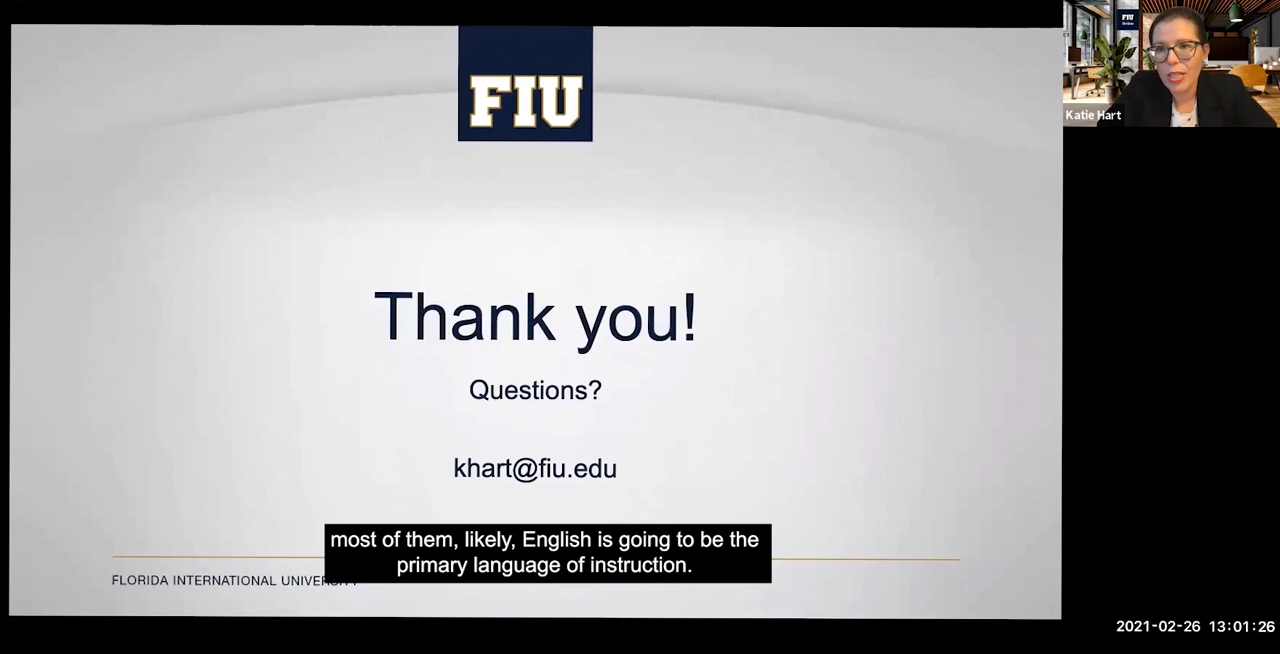 FIU
FIU
Katie Hart
Thank you!
Questions?
khart@fiu.edu
most of them, likely, English is going to be the
primary language of instruction.
FLORIDA INTERNATIONAL UNIVERSITY
2021-02-26 13:01:26